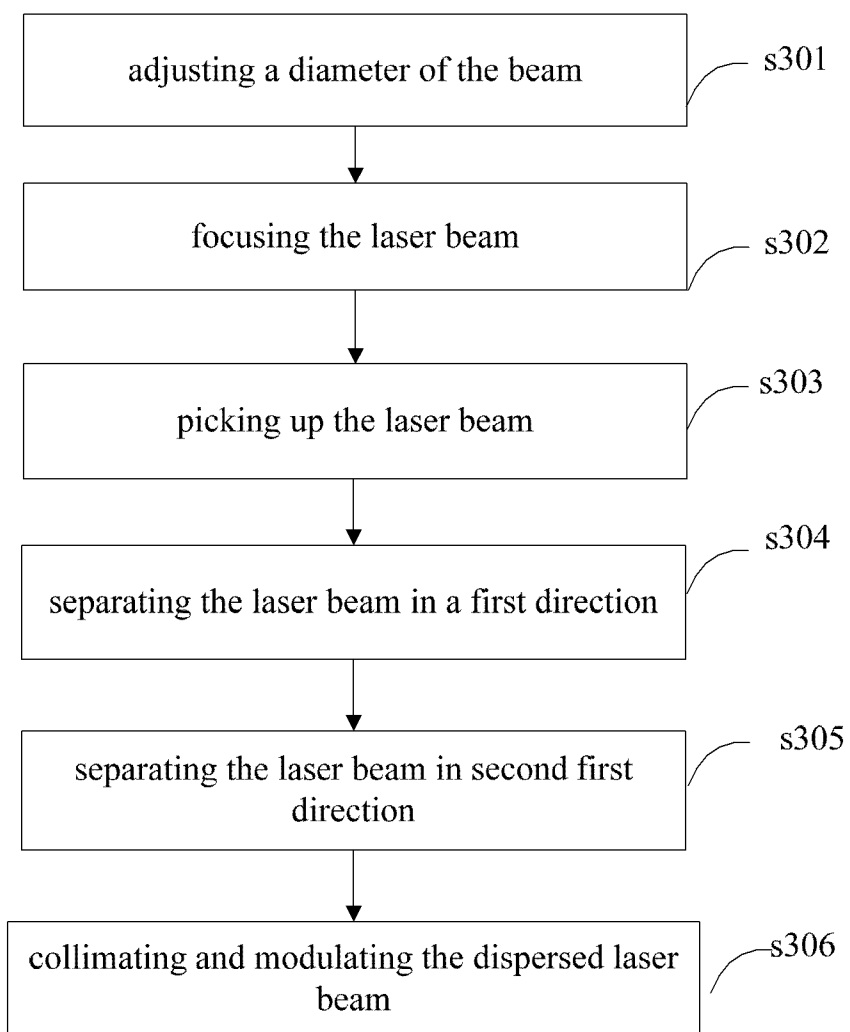 adjusting a diameter of the beam
s301
focusing the laser beam
s302
picking up the laser beam
s303
separating the laser beam in a first direction
s304
separating the laser beam in second first
direction
s305
collimating and modulating the dispersed laser
beam
s306